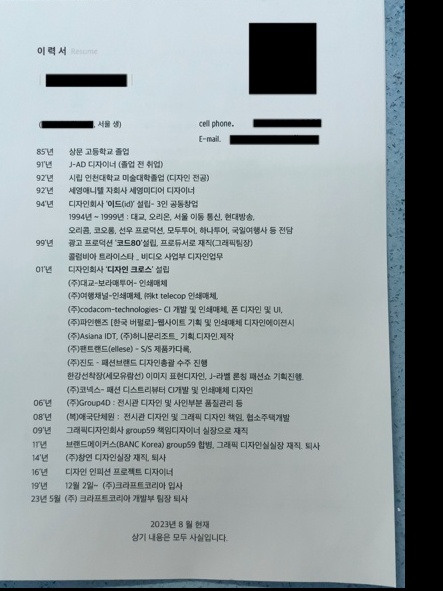 이 력 서 Resume
, 서울 생)
cell phone.
E-mail.
85'년 상문 고등학교 졸업
91'년 J-AD 디자이너 (졸업 전 취업)
92'년 시립 인천대학교 미술대학졸업 (디자인 전공)
92'년 세영애니텔 자회사 세영미디어 디자이너
94'년 디자인회사 '이드(id)' 설립- 3인 공동창업
1994년 ~ 1999년 : 대교, 오리온, 서울 이동 통신, 현대방송,
오리콤, 코오롱, 선우 프로덕션, 모두투어, 하나투어, 국일여행사 등 전담
99'년 광고 프로덕션 '코드80'설립, 프로듀서로 재직(그래픽팀장)
콜럼비아 트라이스타 _ 비디오 사업부 디자인업무
01'년 디자인회사 '디자인 크로스' 설립
(주)대교-보라매투어- 인쇄매체
(주)여행채널-인쇄매체, ㈜kt telecop 인쇄매체,
(주)codacom-technologies- CI 개발 및 인쇄매체, 폰 디자인 및 UI,
(주)파인핸즈 [한국 버펄로]-웹사이트 기획 및 인쇄매체 디자인에이전시
(주)Asiana IDT, (주)허니문리조트_ 기획.디자인.제작
(주)팬트랜드(ellese) - S/S 제품카다록,
(주)진도 - 패션브랜드 디자인총괄 수주 진행
한강선착장(세모유람선) 이미지 표현디자인, J-라벨 론칭 패션쇼 기획진행.
(주)코넥스- 패션 디스트리뷰터 CI개발 및 인쇄매체 디자인
06'년 (주)Group4D : 전시관 디자인 및 사인부분 품질관리 등
08'년 (복)애국단체원 : 전시관 디자인 및 그래픽 디자인 책임, 협소주택개발
09'년 그래픽디자인회사 group59 책임디자이너 실장으로 재직
11'년 브랜드메이커스(BANC Korea) group59 합병, 그래픽 디자인실실장 재직, 퇴사
14'년 (주)창연 디자인실장 재직, 퇴사
16'년 디자인 인피션 프로젝트 디자이너
19'년 12월 2일~ (주)크라프트코리아 입사
23년 5월 (주) 크라프트코리아 개발부 팀장 퇴사
2023년 8 월 현재
상기 내용은 모두 사실입니다.